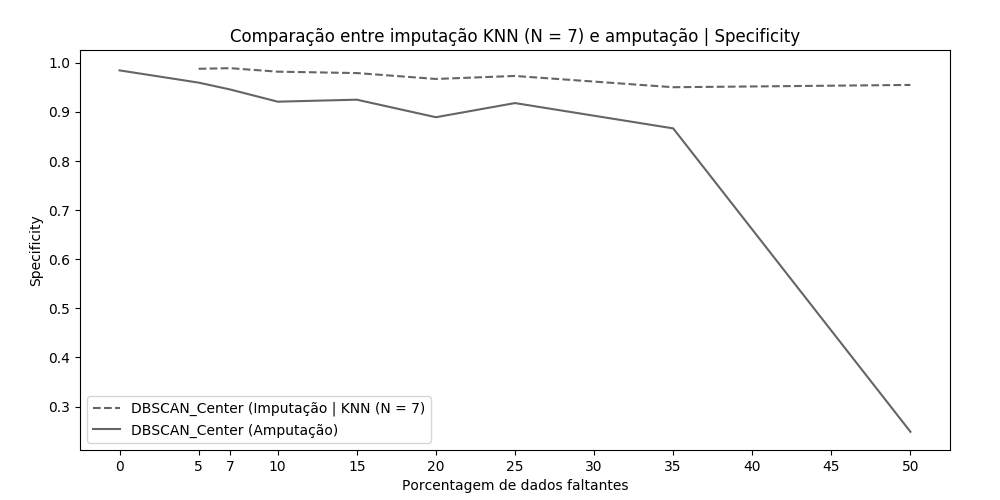 Comparação entre imputação KNN (N = 7) e amputação | Specificity
Specificity
1.0
0.9
0.8
0.7
0.6
0.5
0.4
0.3
DBSCAN_Center (Imputação | KNN (N = 7)
DBSCAN_Center (Amputação)
0 5 7 10 15 20 25 30 35 40 45 50
Porcentagem de dados faltantes